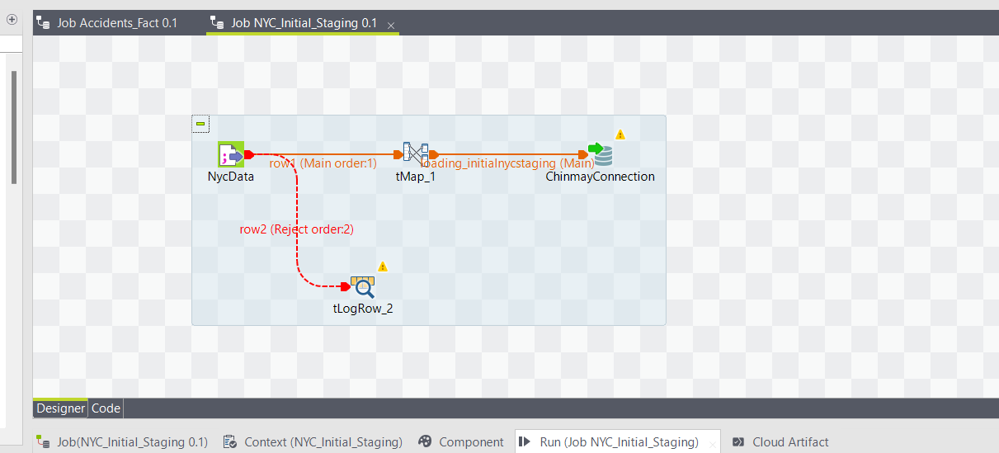 Job Accidents_Fact 0.1
Job NYC_Initial_Staging 0.1
row1 (Main order:1)
loading_initialnycstaging (Main)
NycData
tMap_1
ChinmayConnection
row2 (Reject order:2)
tLogRow_2
Designer
Code
Job(NYC_Initial_Staging 0.1)
Context (NYC_Initial_Staging)
Component
Run (Job NYC_Initial_Staging)
Cloud Artifact